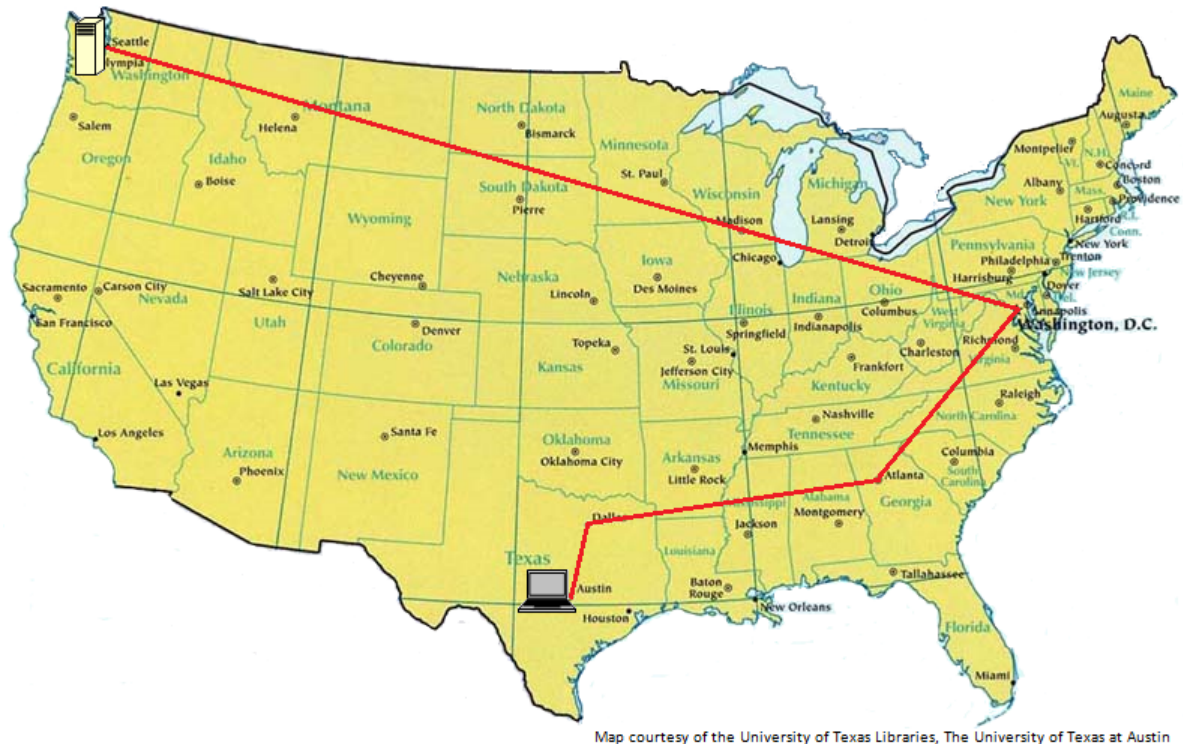 Seattle
Olympia
Washington
Montana
North Dakota
Maine
Augusta
Helena
Bismarck
Minnesota
Salem
Montpelier
Vt.
N.H.
Concord
Oregon
Idaho
St. Paul
Michigan
Boston
Boise
South Dakota
Wisconsin
Albany
Mass.
Providence
Pierre
New York
Wyoming
Madison
Lansing
Hartford
R.I.
Conn.
Detroit
Pennsylvania
New York
Chicago
Iowa
Philadelphia
Trenton
Cheyenne
Nebraska
Harrisburg
New Jersey
Sacramento
Carson City
Salt Lake City
Lincoln
Des Moines
Ohio
Dover
Nevada
Illinois
Indiana
Columbus
Md.
Del.
West
Virginia
Annapolis
San Francisco
Utah
Denver
Springfield
Indianapolis
Washington, D.C.
Colorado
Topeka
St. Louis
Charleston
Richmond
Virginia
California
Kansas
Jefferson City
Frankfort
Las Vegas
Missouri
Kentucky
Raleigh
Nashville
North Carolina
Los Angeles
Santa Fe
Oklahoma
Tennessee
Memphis
Arizona
Oklahoma City
Arkansas
Columbia
Phoenix
New Mexico
Little Rock
Atlanta
South
Carolina
Mississippi
Alabama
Georgia
Dallas
Montgomery
Jackson
Texas
Louisiana
Austin
Baton
Rouge
Tallahassee
Houston
New Orleans
Florida
Miami
Map courtesy of the University of Texas Libraries, The University of Texas at Austin